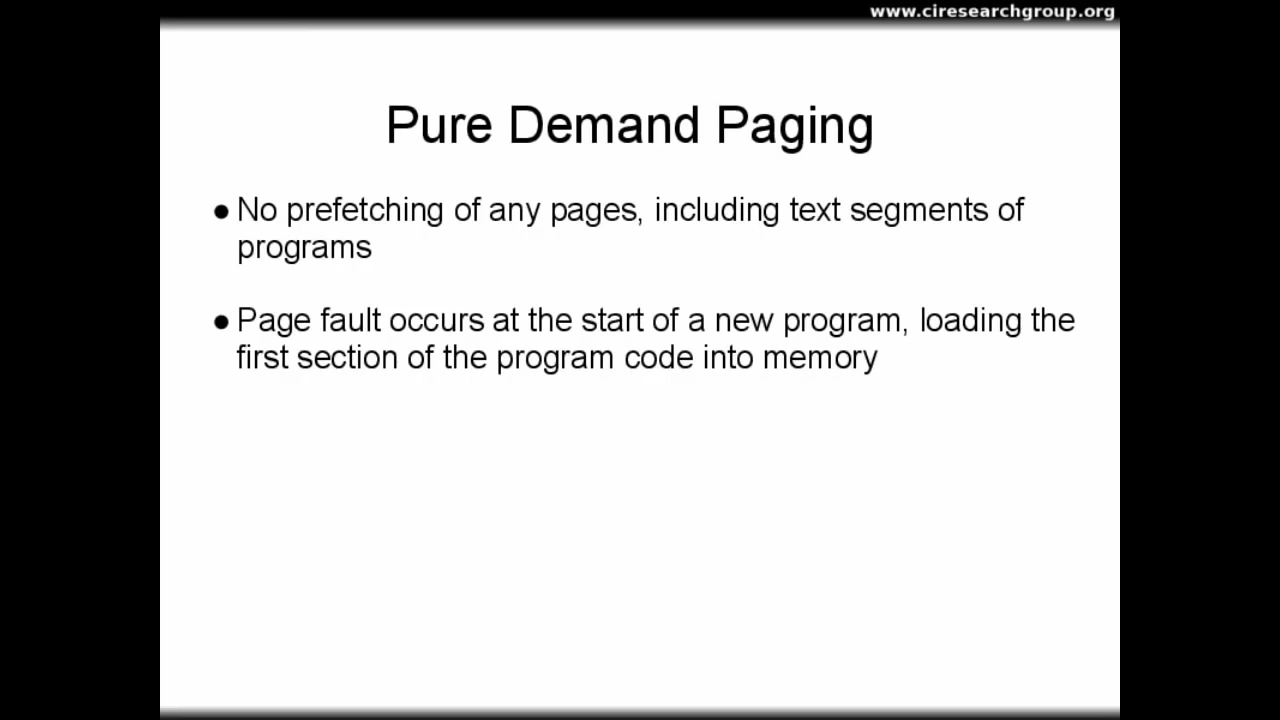 www.ciresearchgroup.org
Pure Demand Paging
● No prefetching of any pages, including text segments of
programs
● Page fault occurs at the start of a new program, loading the
first section of the program code into memory